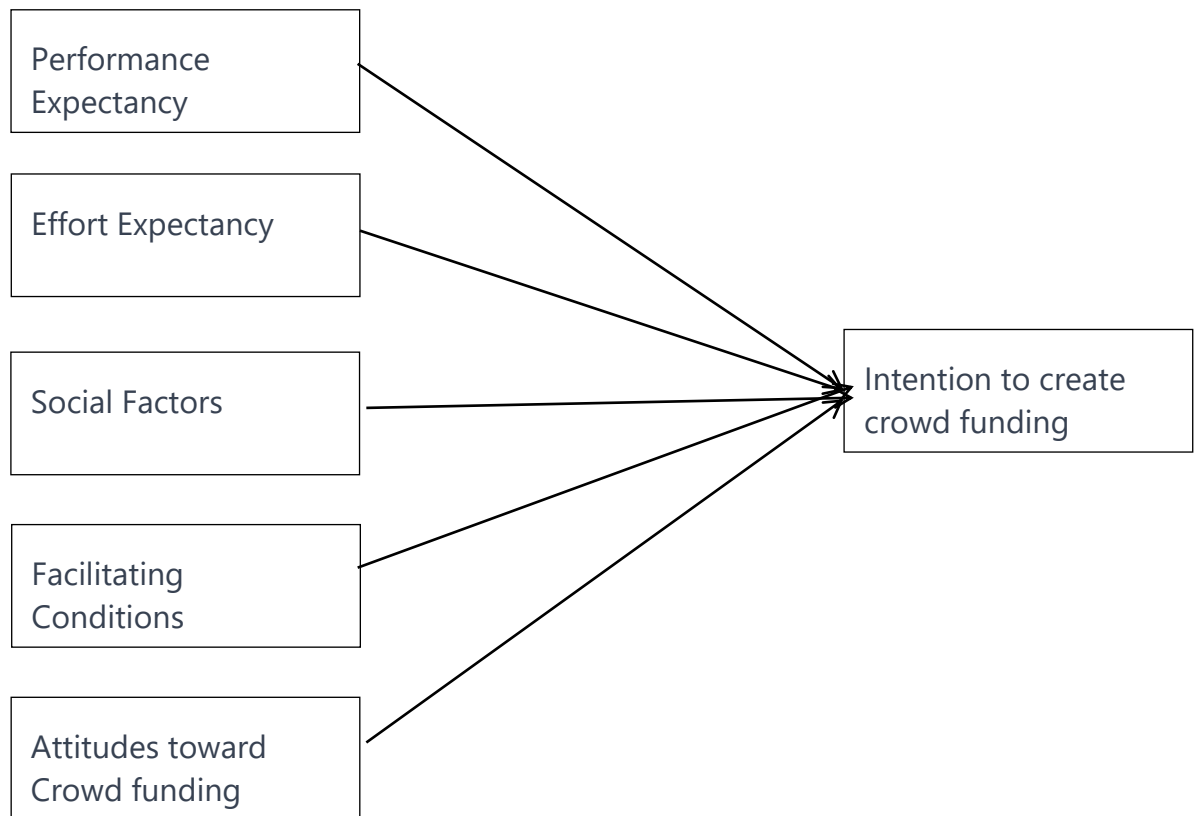 Performance
Expectancy
Effort Expectancy
Social Factors
Facilitating
Conditions
Attitudes toward
Crowd funding
Intention to create
crowd funding